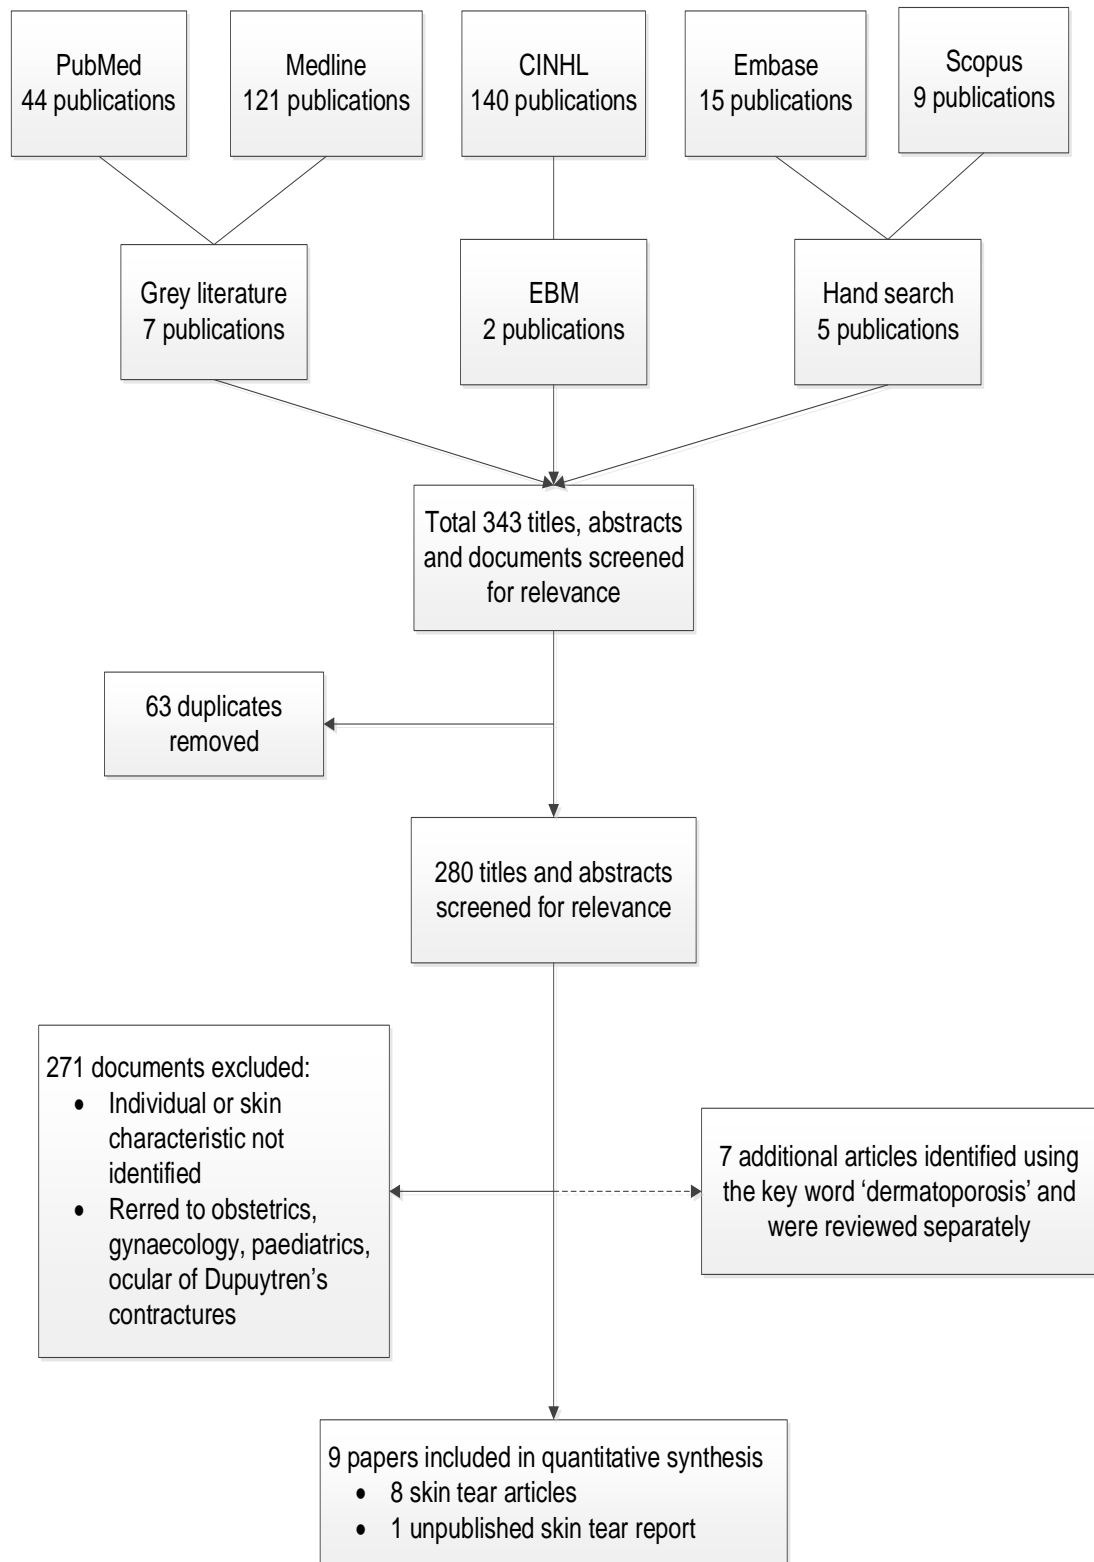 PubMed
44 publications
Medline
121 publications
CINHL
140 publications
Embase
15 publications
Scopus
9 publications
Grey literature
7 publications
EBM
2 publications
Hand search
5 publications
Total 343 titles, abstracts
and documents screened
for relevance
63 duplicates
removed
280 titles and abstracts
screened for relevance
271 documents excluded:
• Individual or skin
characteristic not
identified
• Rerred to obstetrics,
gynaecology, paediatrics,
ocular of Dupuytren’s
contractures
7 additional articles identified using
the key word ‘dermatoporosis’ and
were reviewed separately
9 papers included in quantitative synthesis
• 8 skin tear articles
• 1 unpublished skin tear report